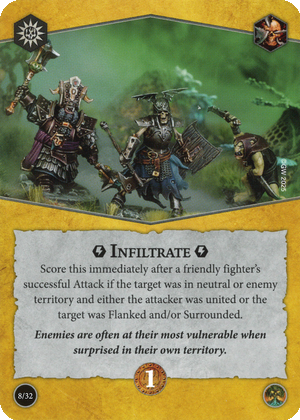 ©GW 2025
INFILTRATE
Score this immediately after a friendly fighter's
successful Attack if the target was in neutral or enemy
territory and either the attacker was united or the
target was Flanked and/or Surrounded.
Enemies are often at their most vulnerable when
surprised in their own territory.
8/32
1